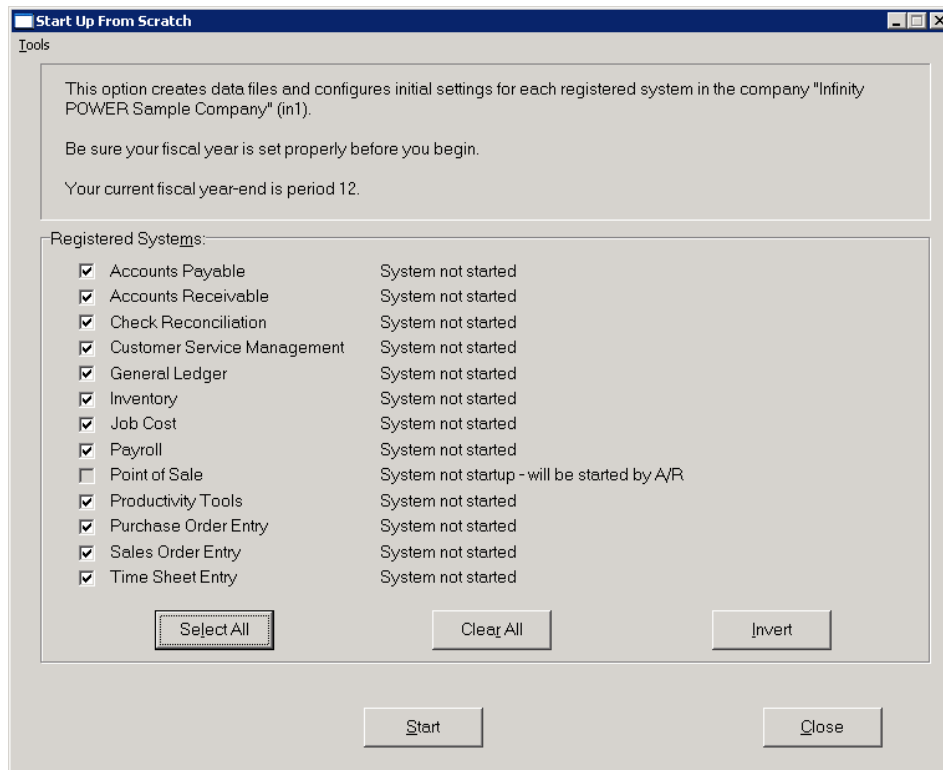 Start Up From Scratch
Tools
This option creates data files and configures initial settings for each registered system in the company "Infinity
POWER Sample Company" (in1).
Be sure your fiscal year is set properly before you begin.
Your current fiscal year-end is period 12.
Registered Systems:
Accounts Payable System not started
Accounts Receivable System not started
Check Reconciliation System not started
Customer Service Management System not started
General Ledger System not started
Inventory System not started
Job Cost System not started
Payroll System not started
Point of Sale System not startup - will be started by A/R
Productivity Tools System not started
Purchase Order Entry System not started
Sales Order Entry System not started
Time Sheet Entry System not started
Select All Clear All Invert
Start Close